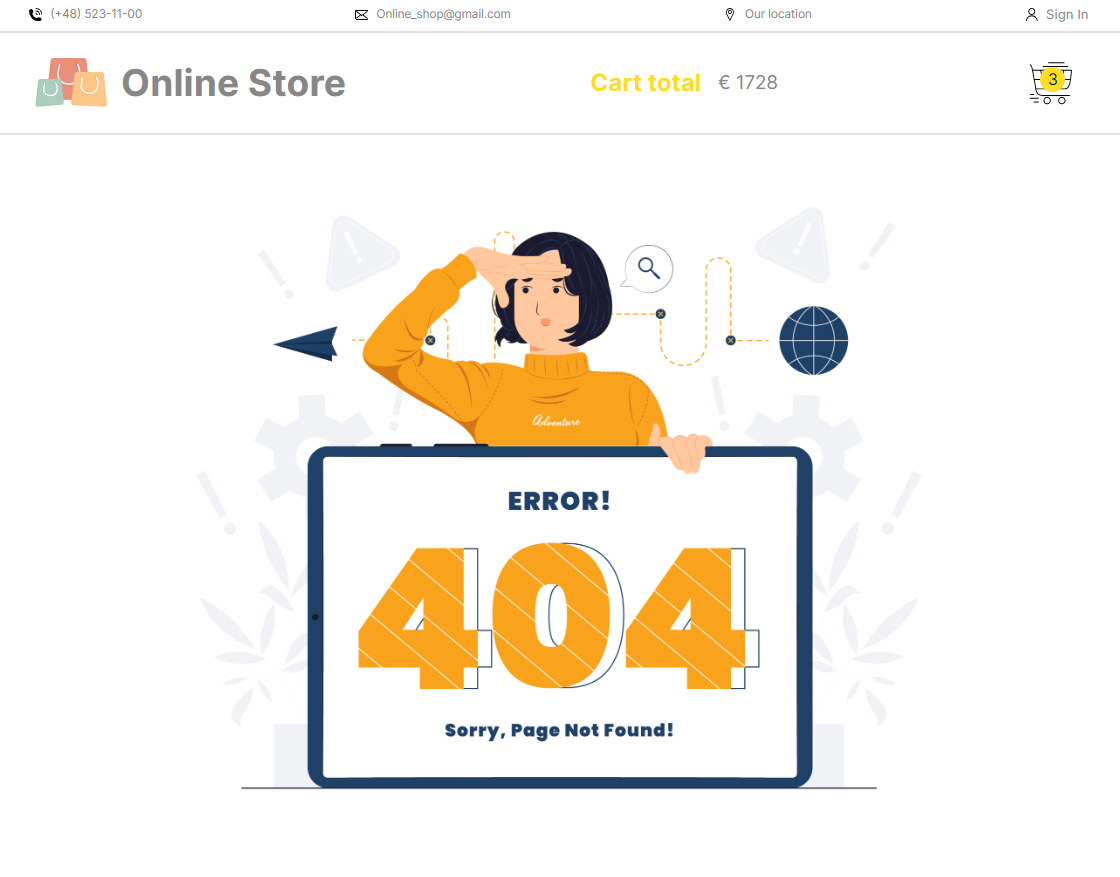 (+48) 523-11-00 Online_shop@gmail.com Our location Sign In
Online Store Cart total € 1728 3
Adventure
ERROR!
404
Sorry, Page Not Found!